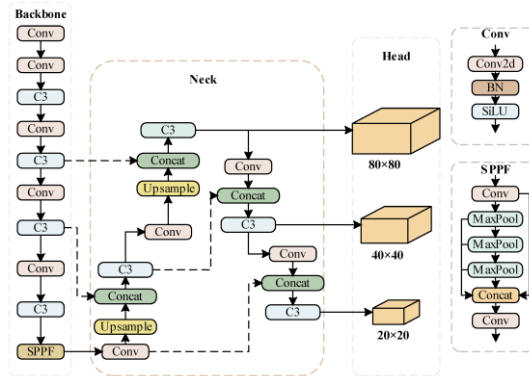 Backbone
Conv
Conv
C3
Conv
C3
Conv
C3
Conv
C3
SPPF
Neck
C3
Concat
Upsample
Conv
C3
Concat
Upsample
Conv
Conv
Concat
C3
Conv
Concat
C3
Head
80×80
40×40
20×20
Conv
Conv2d
BN
SiLU
SPPF
Conv
MaxPool
MaxPool
MaxPool
Concat
Conv